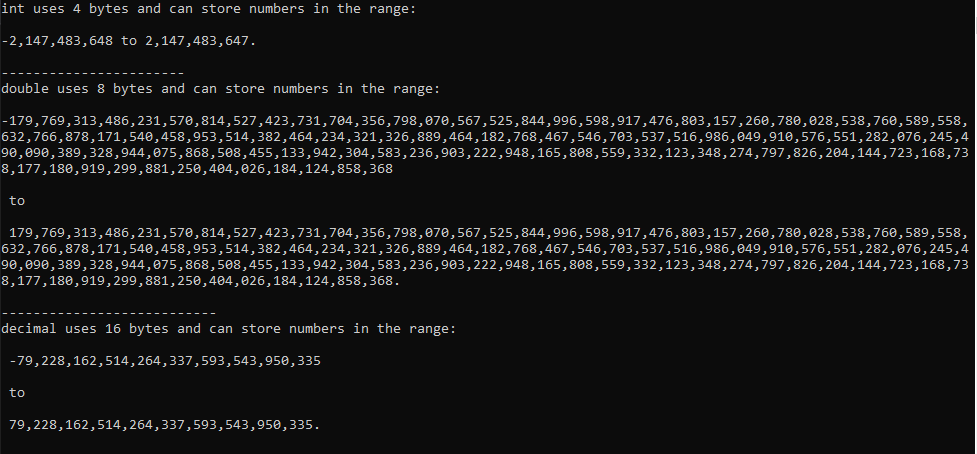 int uses 4 bytes and can store numbers in the range:
-2,147,483,648 to 2,147,483,647.
-----------------------
double uses 8 bytes and can store numbers in the range:
-179,769,313,486,231,570,814,527,423,731,704,356,798,070,567,525,844,996,598,917,476,803,157,260,780,028,538,760,589,558,
632,766,878,171,540,458,953,514,382,464,234,321,326,889,464,182,768,467,546,703,537,516,986,049,910,576,551,282,076,245,4
90,090,389,328,944,075,868,508,455,133,942,304,583,236,903,222,948,165,808,559,332,123,348,274,797,826,204,144,723,168,73
8,177,180,919,299,881,250,404,026,184,124,858,368
to
179,769,313,486,231,570,814,527,423,731,704,356,798,070,567,525,844,996,598,917,476,803,157,260,780,028,538,760,589,558,
632,766,878,171,540,458,953,514,382,464,234,321,326,889,464,182,768,467,546,703,537,516,986,049,910,576,551,282,076,245,4
90,090,389,328,944,075,868,508,455,133,942,304,583,236,903,222,948,165,808,559,332,123,348,274,797,826,204,144,723,168,73
8,177,180,919,299,881,250,404,026,184,124,858,368.
---------------------------
decimal uses 16 bytes and can store numbers in the range:
-79,228,162,514,264,337,593,543,950,335
to
79,228,162,514,264,337,593,543,950,335.